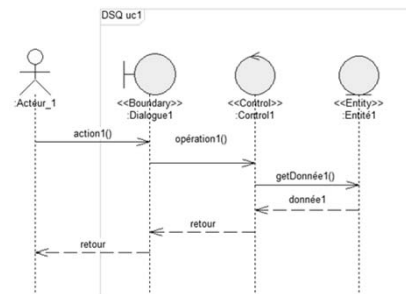 DSQ uc1
:Acteur_1
<<Boundary>>
:Dialogue1
<<Control>>
:Control1
<<Entity>>
:Entité1
action1()
opération1()
getDonnée1()
donnée1
retour
retour